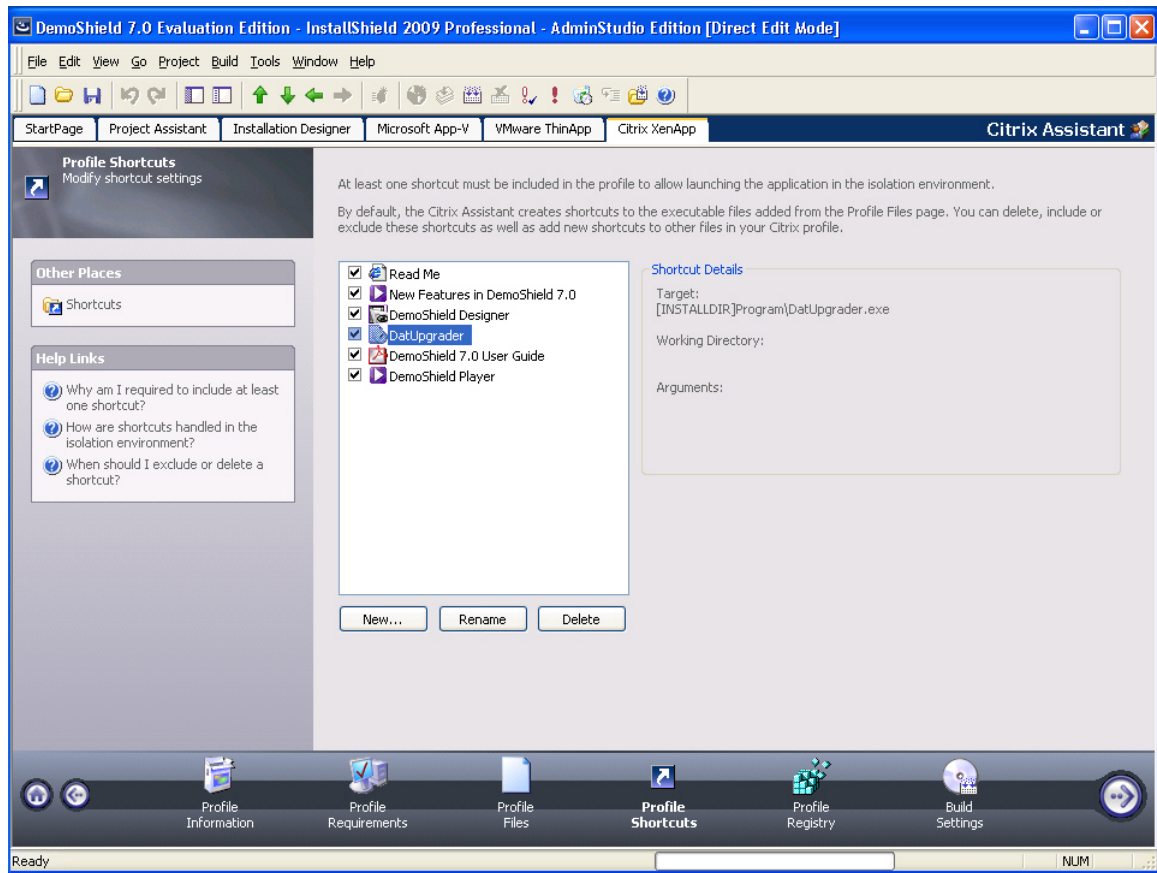 DemoShield 7.0 Evaluation Edition - InstallShield 2009 Professional - AdminStudio Edition [Direct Edit Mode]
File Edit View Go Project Build Tools Window Help
StartPage Project Assistant Installation Designer Microsoft App-V VMware ThinApp Citrix XenApp Citrix Assistant
Profile Shortcuts
Modify shortcut settings
At least one shortcut must be included in the profile to allow launching the application in the isolation environment.
By default, the Citrix Assistant creates shortcuts to the executable files added from the Profile Files page. You can delete, include or
exclude these shortcuts as well as add new shortcuts to other files in your Citrix profile.
Other Places
Shortcuts
Help Links
Why am I required to include at least
one shortcut?
How are shortcuts handled in the
isolation environment?
When should I exclude or delete a
shortcut?
Read Me
New Features in DemoShield 7.0
DemoShield Designer
DatUpgrader
DemoShield 7.0 User Guide
DemoShield Player
Shortcut Details
Target:
[INSTALLDIR]Program\DatUpgrader.exe
Working Directory:
Arguments:
New... Rename Delete
Profile
Information
Profile
Requirements
Profile
Files
Profile
Shortcuts
Profile
Registry
Build
Settings
Ready NUM